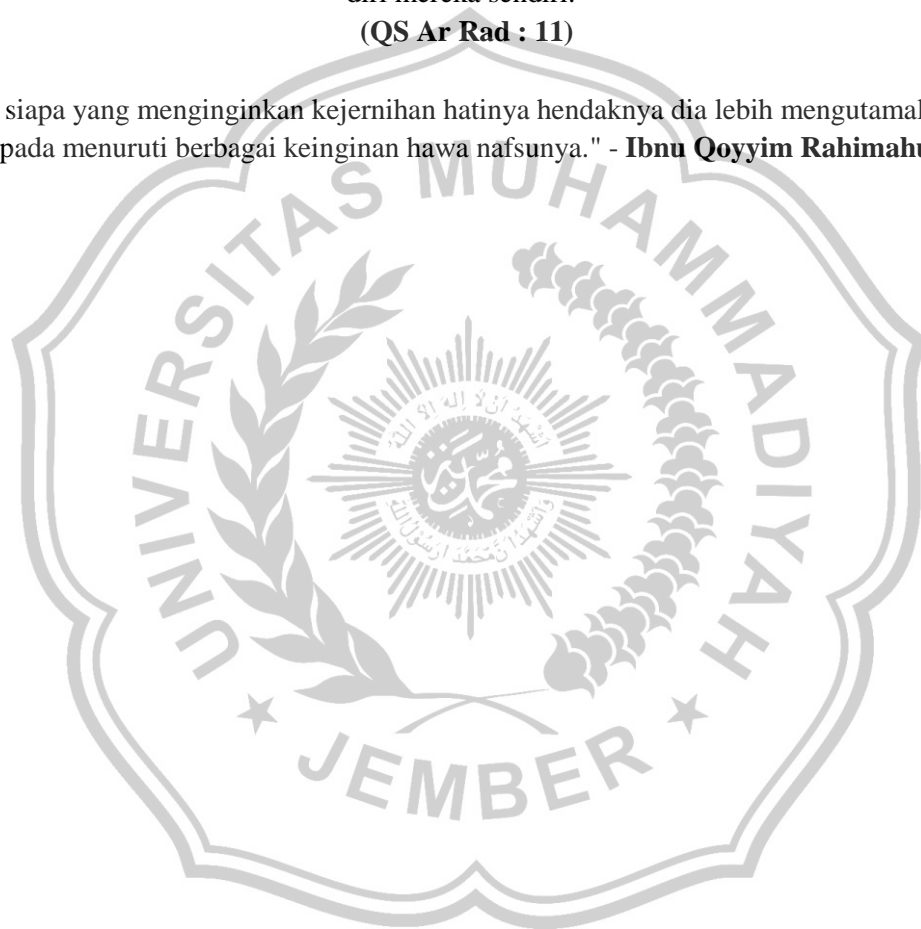 diri mereka sendiri.
(QS Ar Rad : 11)
siapa yang menginginkan kejernihan hatinya hendaknya dia lebih mengutamak
pada menuruti berbagai keinginan hawa nafsunya." - Ibnu Qoyyim Rahimahu
UNIVERSITAS MUHAMMADIYAH
JEMBER